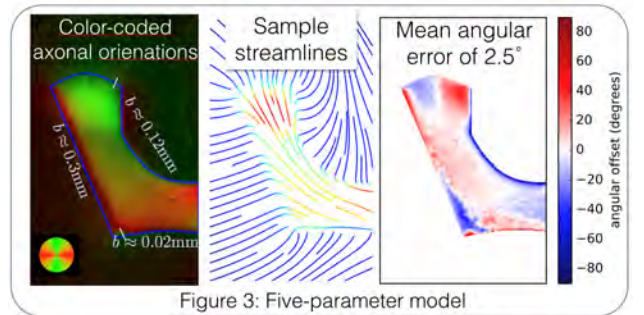 Color-coded
axonal orienations
Sample
streamlines
Mean angular
error of 2.5°
b ≈ 0.12mm
b ≈ 0.3mm
b ≈ 0.02mm
80
60
40
20
0
−20
−40
−60
−80
angular offset (degrees)
Figure 3: Five-parameter model